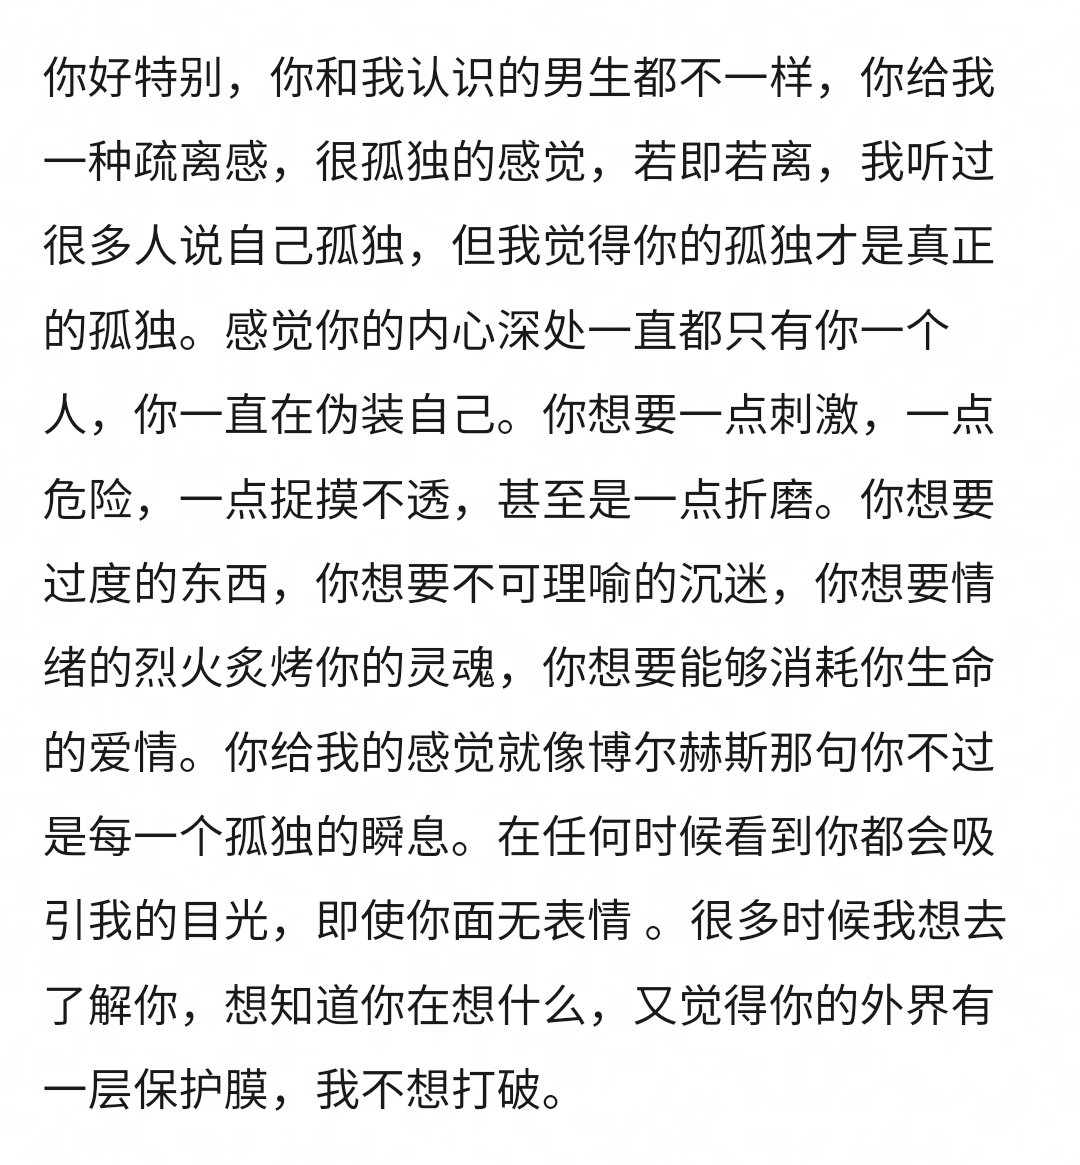 你好特别，你和我认识的男生都不一样，你给我
一种疏离感，很孤独的感觉，若即若离，我听过
很多人说自己孤独，但我觉得你的孤独才是真正
的孤独。感觉你的内心深处一直都只有你一个
人，你一直在伪装自己。你想要一点刺激，一点
危险，一点捉摸不透，甚至是一点折磨。你想要
过度的东西，你想要不可理喻的沉迷，你想要情
绪的烈火炙烤你的灵魂，你想要能够消耗你生命
的爱情。你给我的感觉就像博尔赫斯那句你不过
是每一个孤独的瞬息。在任何时候看到你都会吸
引我的目光，即使你面无表情 。很多时候我想去
了解你，想知道你在想什么，又觉得你的外界有
一层保护膜，我不想打破。